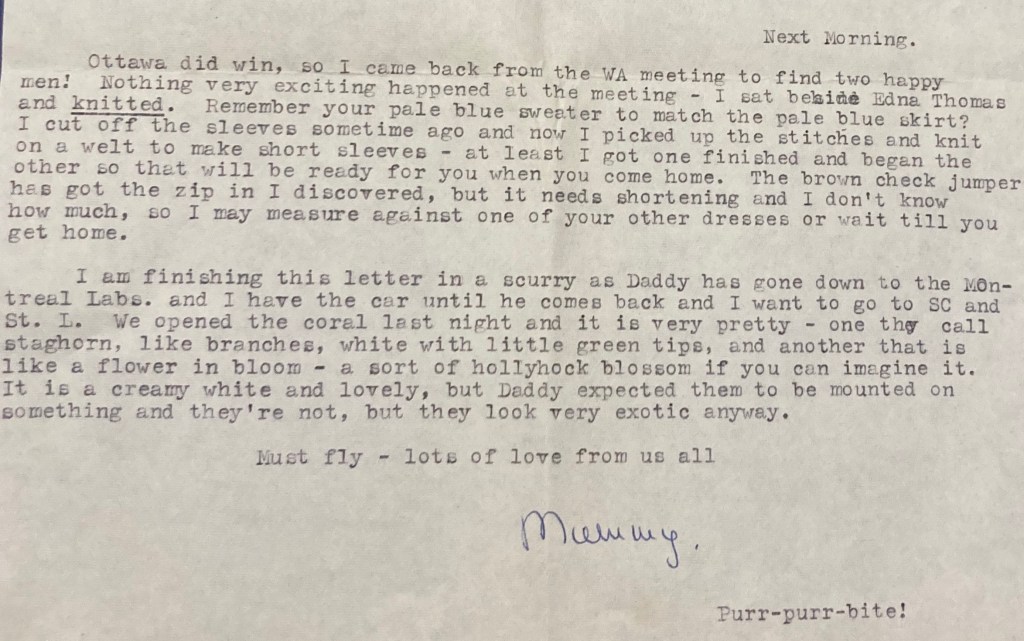 Next Morning.
Ottawa did win, so I came back from the WA meeting to find two happy
men!  Nothing very exciting happened at the meeting - I sat beside Edna Thomas
and knitted.  Remember your pale blue sweater to match the pale blue skirt?
I cut off the sleeves sometime ago and now I picked up the stitches and knit
on a welt to make short sleeves - at least I got one finished and began the
other so that will be ready for you when you come home.  The brown check jumper
has got the zip in I discovered, but it needs shortening and I don't know
how much, so I may measure against one of your other dresses or wait till you
get home.
I am finishing this letter in a scurry as Daddy has gone down to the MOn-
treal Labs. and I have the car until he comes back and I want to go to SC and
St. L.  We opened the coral last night and it is very pretty - one they call
staghorn, like branches, white with little green tips, and another that is
like a flower in bloom - a sort of hollyhock blossom if you can imagine it.
It is a creamy white and lovely, but Daddy expected them to be mounted on
something and they're not, but they look very exotic anyway.
Must fly - lots of love from us all
Mummy.
Purr-purr-bite!